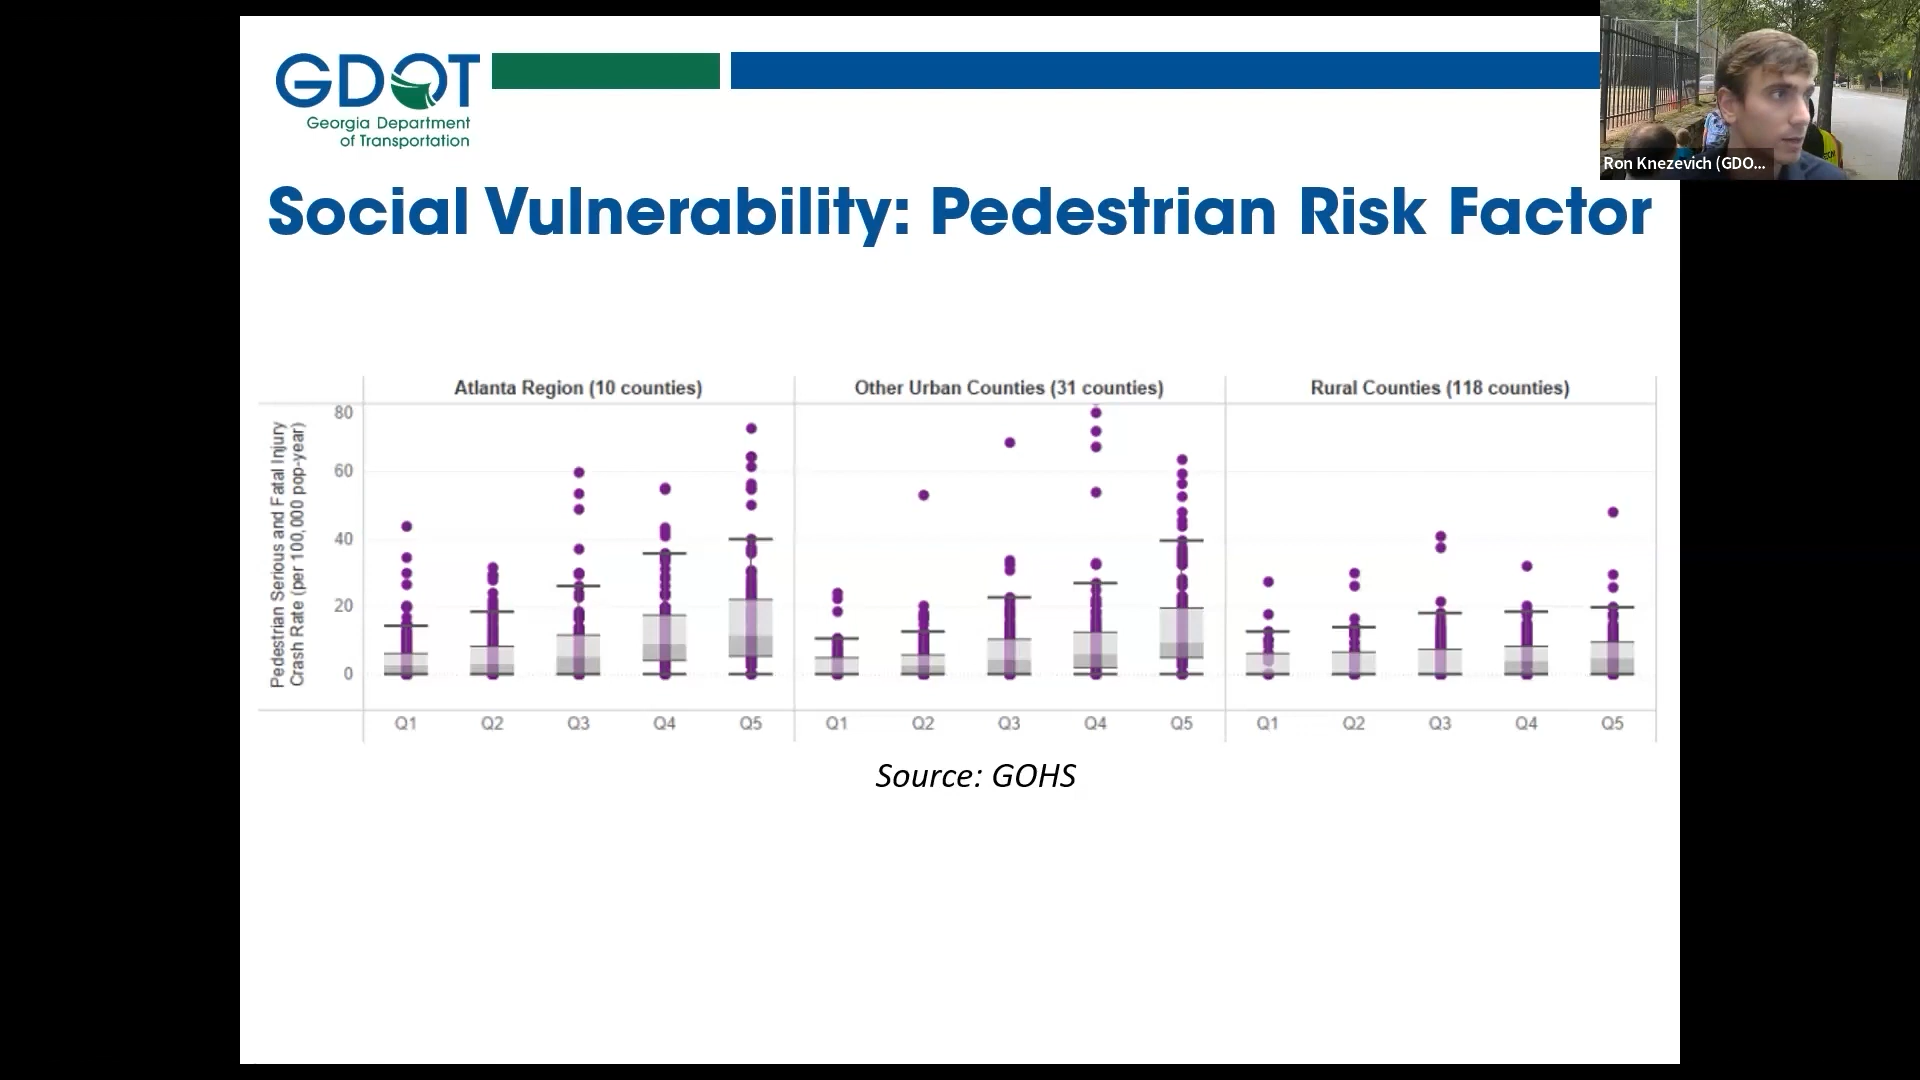 GDOT
Georgia Department
of Transportation
Ron Knezevich (GDO...
Social Vulnerability: Pedestrian Risk Factor
Atlanta Region (10 counties)
Other Urban Counties (31 counties)
Rural Counties (118 counties)
Pedestrian Serious and Fatal Injury
Crash Rate (per 100,000 pop-year)
80
60
40
20
0
Q1 Q2 Q3 Q4 Q5 Q1 Q2 Q3 Q4 Q5 Q1 Q2 Q3 Q4 Q5
Source: GOHS